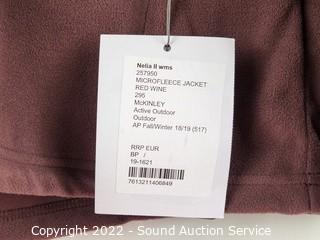 Nelia II wms
257950
MICROFLEECE JACKET
RED WINE
295
McKINLEY
Active Outdoor
Outdoor
AP Fall/Winter 18/19 (517)
RRP EUR
BP /
19-1621
7613211406849
Copyright 2022 - Sound Auction Service